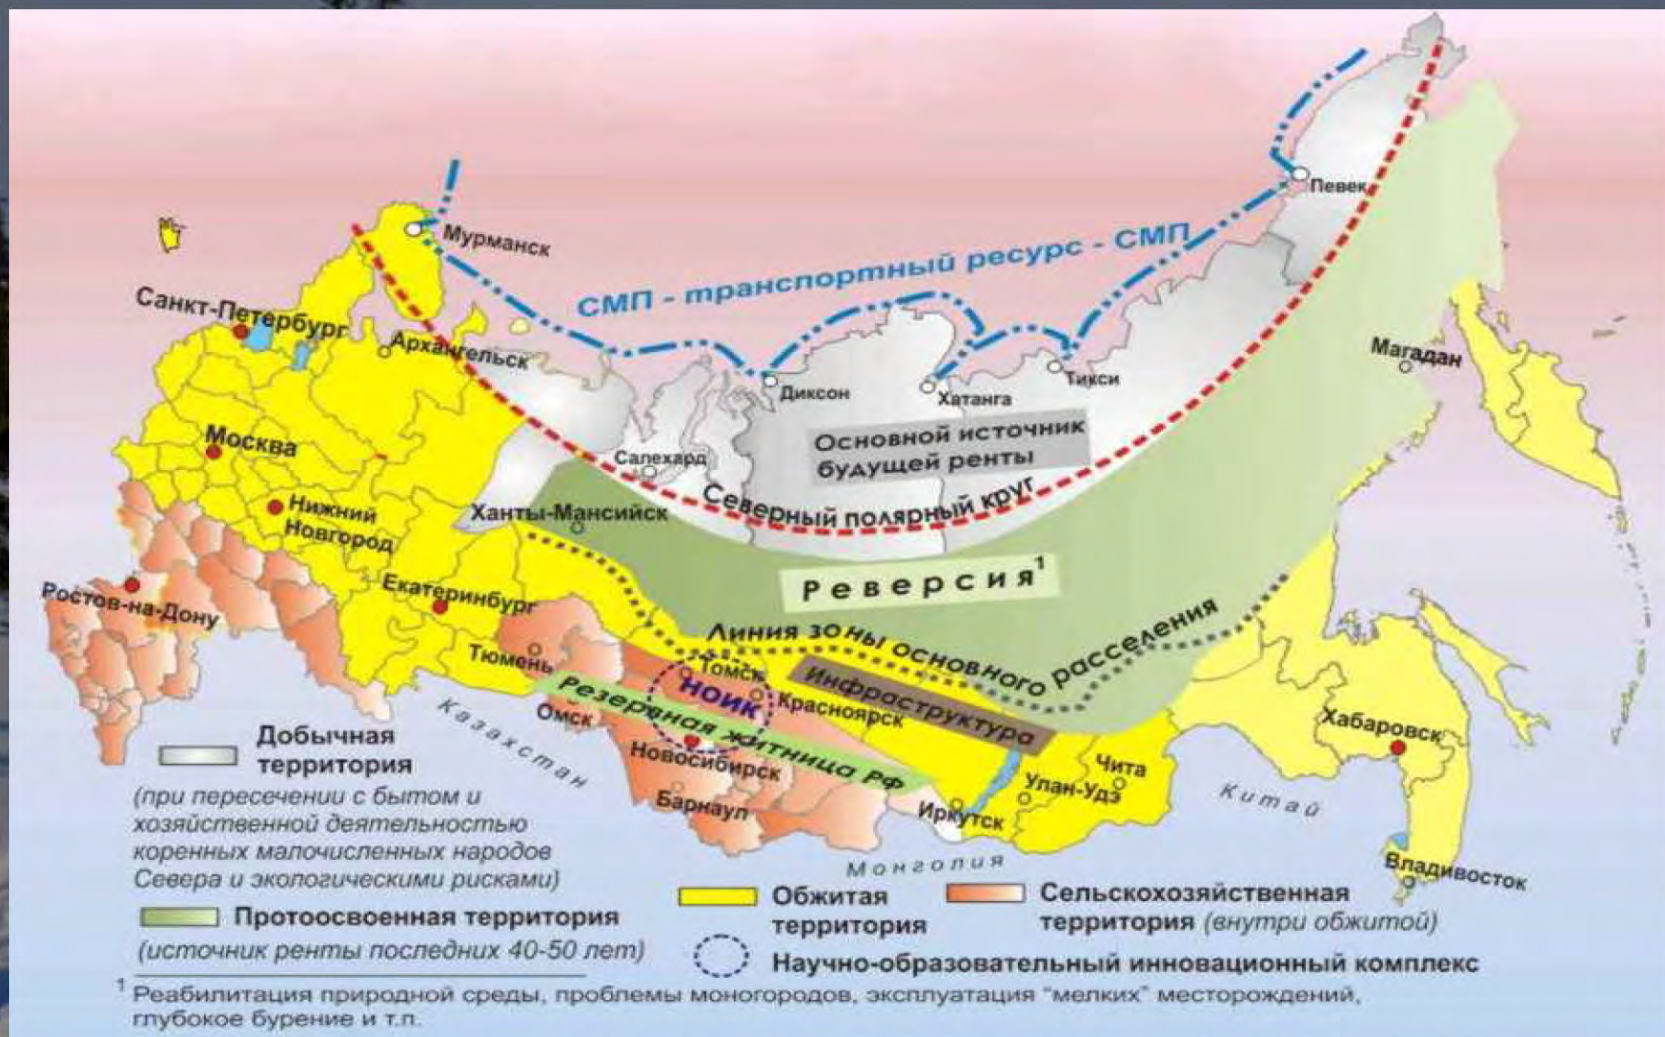 Певек
Мурманск
СМП - транспортный ресурс - СМП
Санкт-Петербург
Архангельск
Магадан
Диксон
Хатанга
Тикси
Москва
Основной источник
будущей ренты
Салехард
Северный полярный круг
Нижний
Новгород
Ханты-Мансийск
Реверсия¹
Ростов-на-Дону
Екатеринбург
Линия зоны основного расселения
Тюмень
Томск
НОИК
Красноярск
Инфраструктура
Резервная житница РФ
Омск
Новосибирск
Барнаул
Казахстан
Хабаровск
Чита
Улан-Удэ
Иркутск
Китай
Монголия
Владивосток
Добычная
территория
(при пересечении с бытом и
хозяйственной деятельностью
коренных малочисленных народов
Севера и экологическими рисками)
Протоосвоенная территория
(источник ренты последних 40-50 лет)
Обжитая
территория
Сельскохозяйственная
территория (внутри обжитой)
Научно-образовательный инновационный комплекс
¹ Реабилитация природной среды, проблемы моногородов, эксплуатация "мелких" месторождений,
глубокое бурение и т.п.